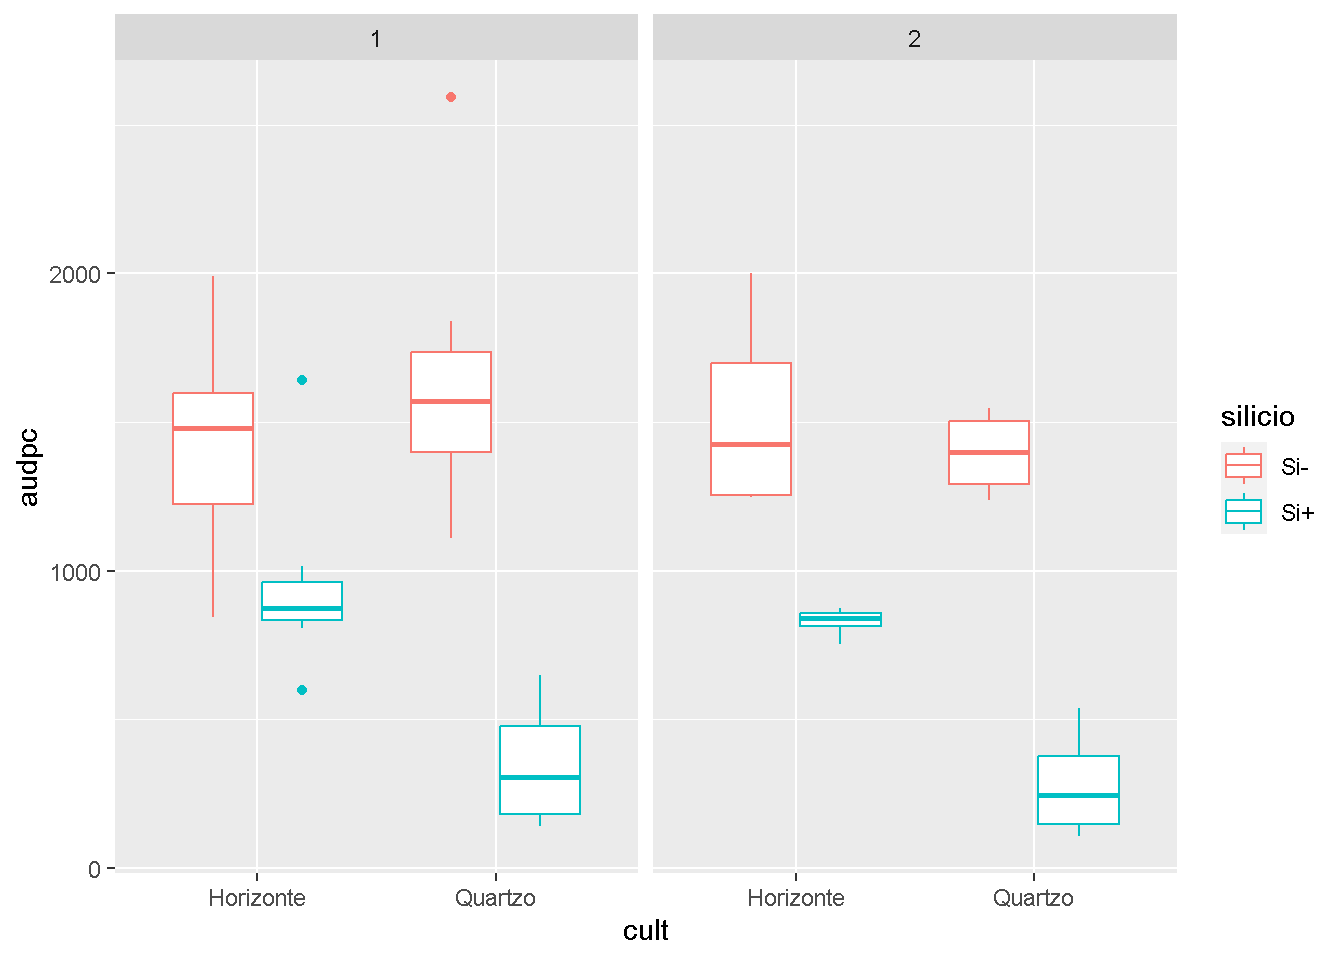 1
2
2000
1000
0
audpc
Horizonte
Quartzo
Horizonte
Quartzo
cult
silicio
Si-
Si+